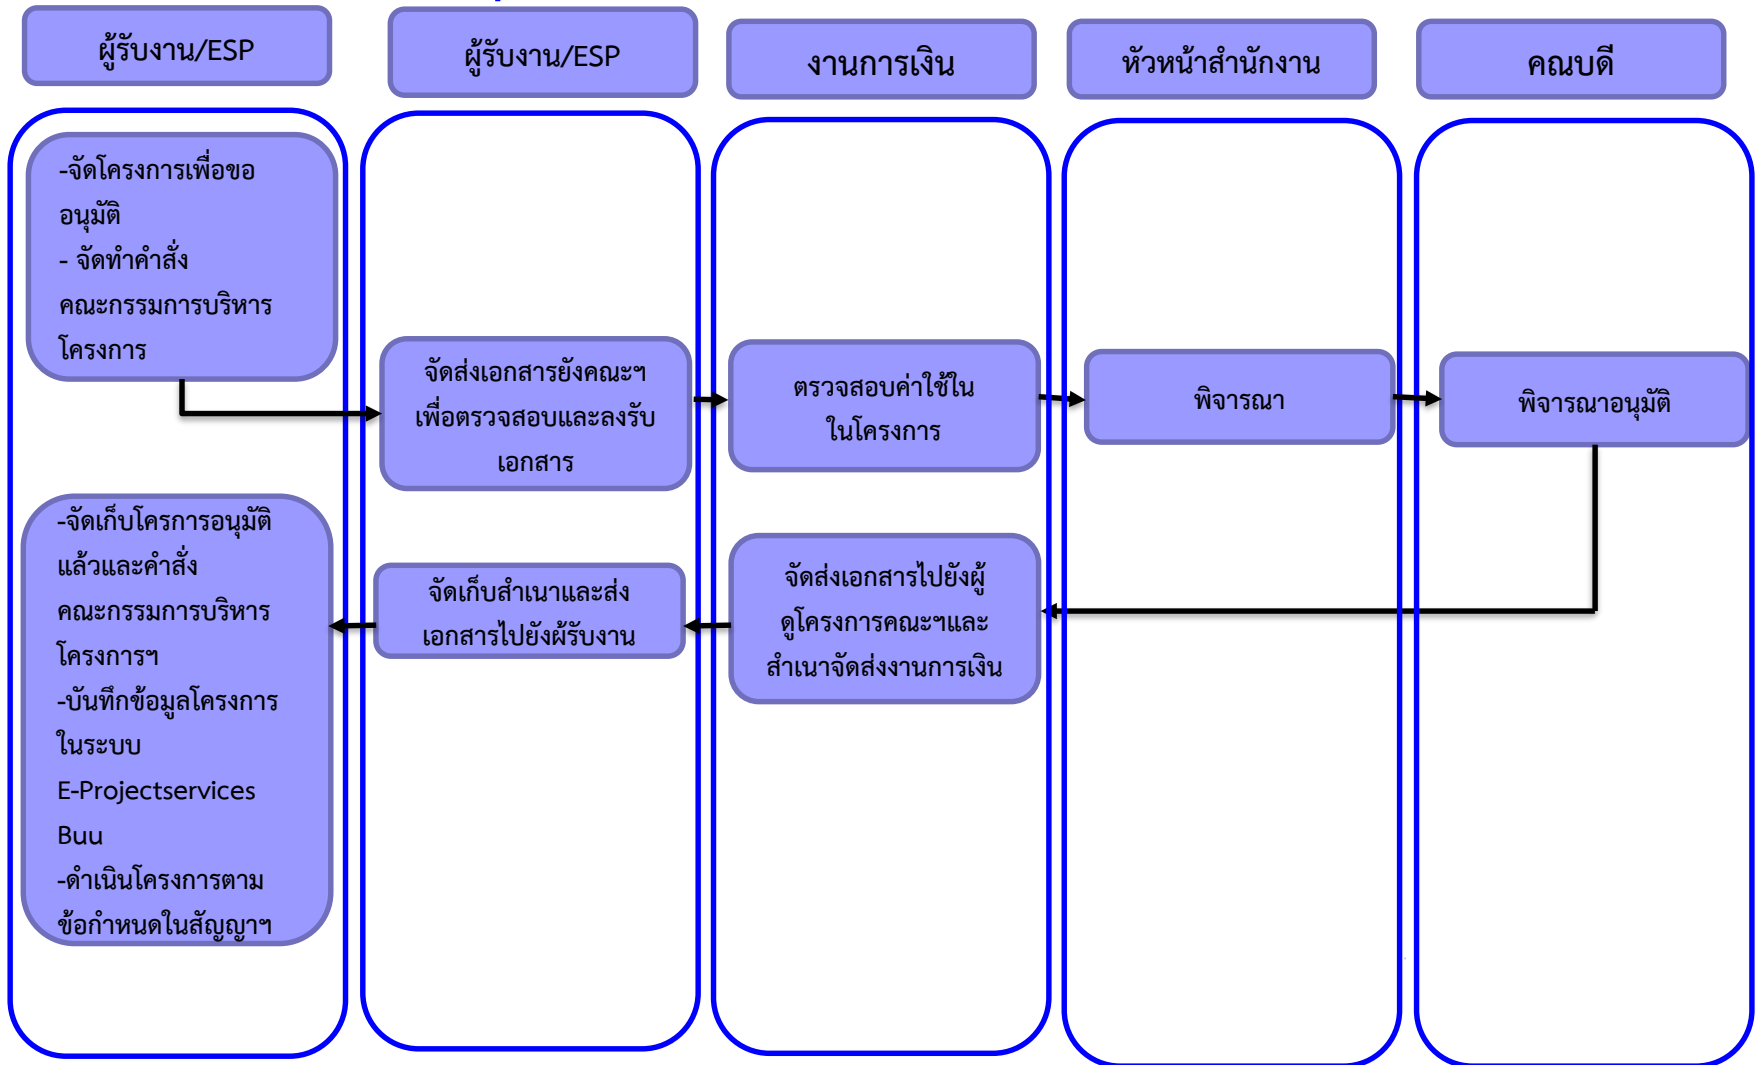 ผู้รับงาน/ESP
ผู้รับงาน/ESP
งานการเงิน
หัวหน้าสำนักงาน
คณบดี
-จัดโครงการเพื่อขอ
อนุมัติ
- จัดทำคำสั่ง
คณะกรรมการบริหาร
โครงการ
จัดส่งเอกสารยังคณะฯ
เพื่อตรวจสอบและลงรับ
เอกสาร
ตรวจสอบค่าใช้ใน
ในโครงการ
พิจารณา
พิจารณาอนุมัติ
-จัดเก็บโครการอนุมัติ
แล้วและคำสั่ง
คณะกรรมการบริหาร
โครงการฯ
-บันทึกข้อมูลโครงการ
ในระบบ
E-Projectservices
Buu
-ดำเนินโครงการตาม
ข้อกำหนดในสัญญาฯ
จัดเก็บสำเนาและส่ง
เอกสารไปยังผู้รับงาน
จัดส่งเอกสารไปยังผู้
ดูโครงการคณะฯและ
สำเนาจัดส่งงานการเงิน